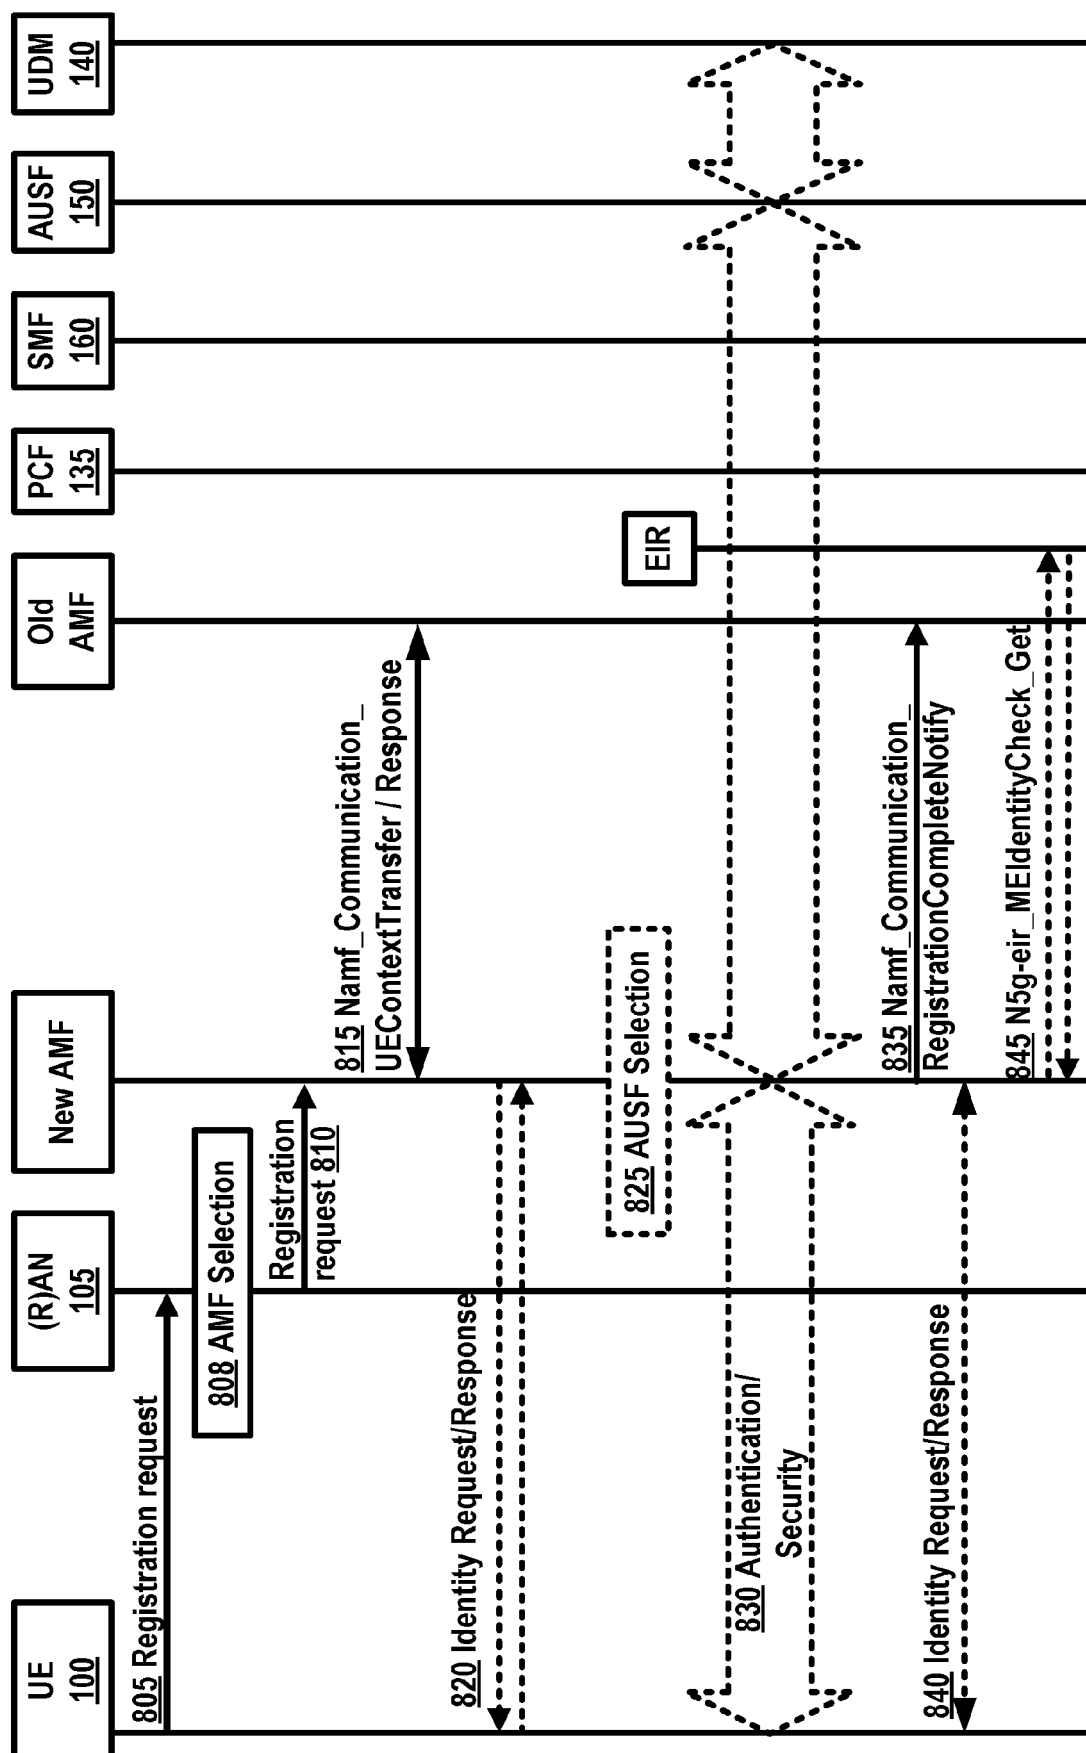 UE
100
(R)AN
105
New AMF
Old
AMF
PCF
135
SMF
160
AUSF
150
UDM
140
805 Registration request
808 AMF Selection
Registration
request 810
815 Namf_Communication_
UEContextTransfer / Response
820 Identity Request/Response
EIR
825 AUSF Selection
830 Authentication/
Security
835 Namf_Communication_
RegistrationCompleteNotify
840 Identity Request/Response
845 N5g-eir_MEIdentityCheck_Get